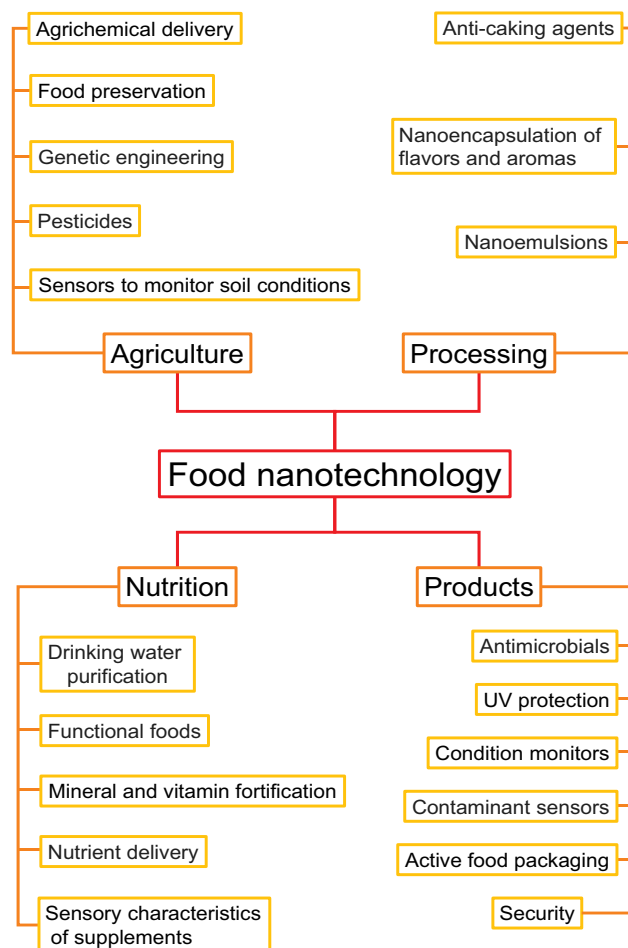 Agrichemical delivery
Food preservation
Genetic engineering
Pesticides
Sensors to monitor soil conditions
Agriculture
Anti-caking agents
Nanoencapsulation of
flavors and aromas
Nanoemulsions
Processing
Food nanotechnology
Nutrition
Drinking water
purification
Functional foods
Mineral and vitamin fortification
Nutrient delivery
Sensory characteristics
of supplements
Products
Antimicrobials
UV protection
Condition monitors
Contaminant sensors
Active food packaging
Security